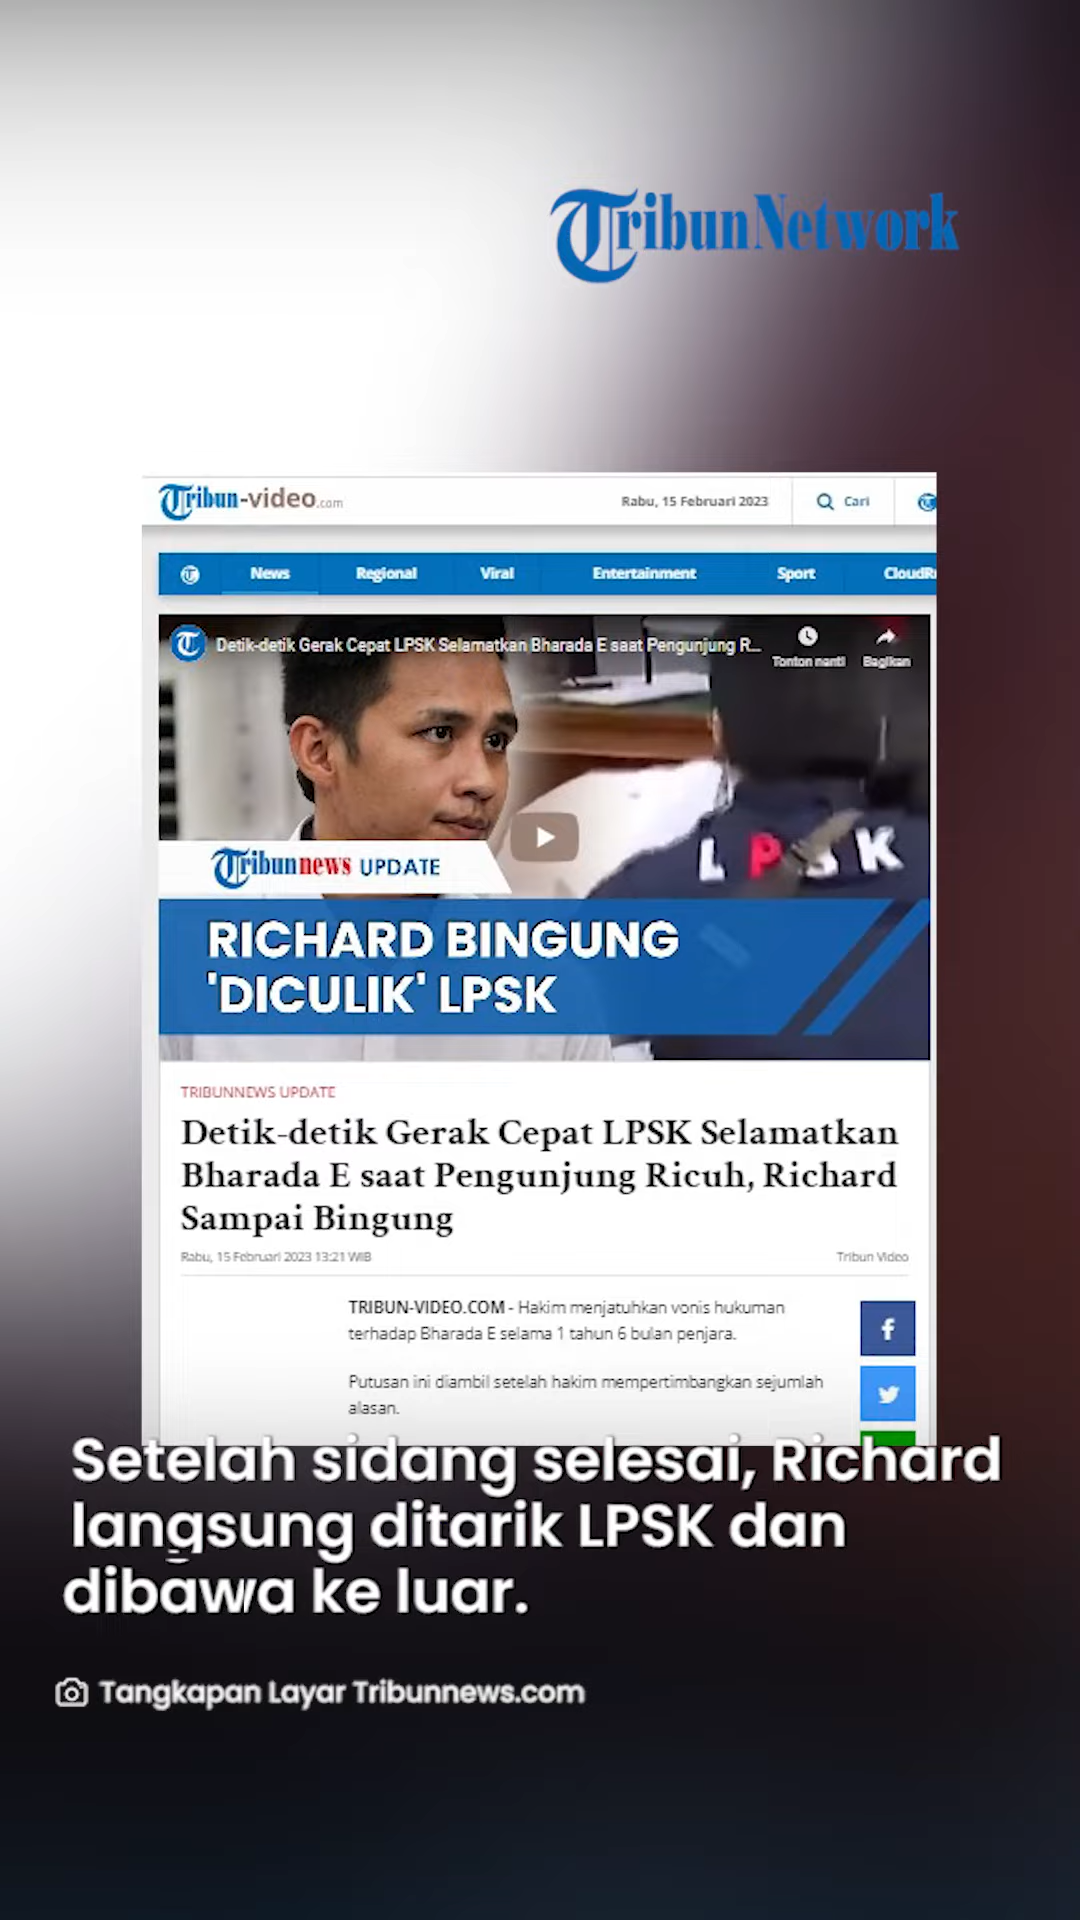 TribunNetwork
Tribun-video.com
Rabu, 15 Februari 2023
Cari
News Regional Viral Entertainment Sport
Detik-detik Gerak Cepat LPSK Selamatkan Bharada E saat Pengunjung R...
Tonton nanti Bagikan
LPSK
Tribunnews UPDATE
RICHARD BINGUNG
'DICULIK' LPSK
TRIBUNNEWS UPDATE
Detik-detik Gerak Cepat LPSK Selamatkan
Bharada E saat Pengunjung Ricuh, Richard
Sampai Bingung
Rabu, 15 Februari 2023 13:21 WIB
Tribun Video
TRIBUN-VIDEO.COM - Hakim menjatuhkan vonis hukuman
terhadap Bharada E selama 1 tahun 6 bulan penjara.
Putusan ini diambil setelah hakim mempertimbangkan sejumlah
alasan.
Setelah sidang selesai, Richard
langsung ditarik LPSK dan
dibawa ke luar.
Tangkapan Layar Tribunnews.com